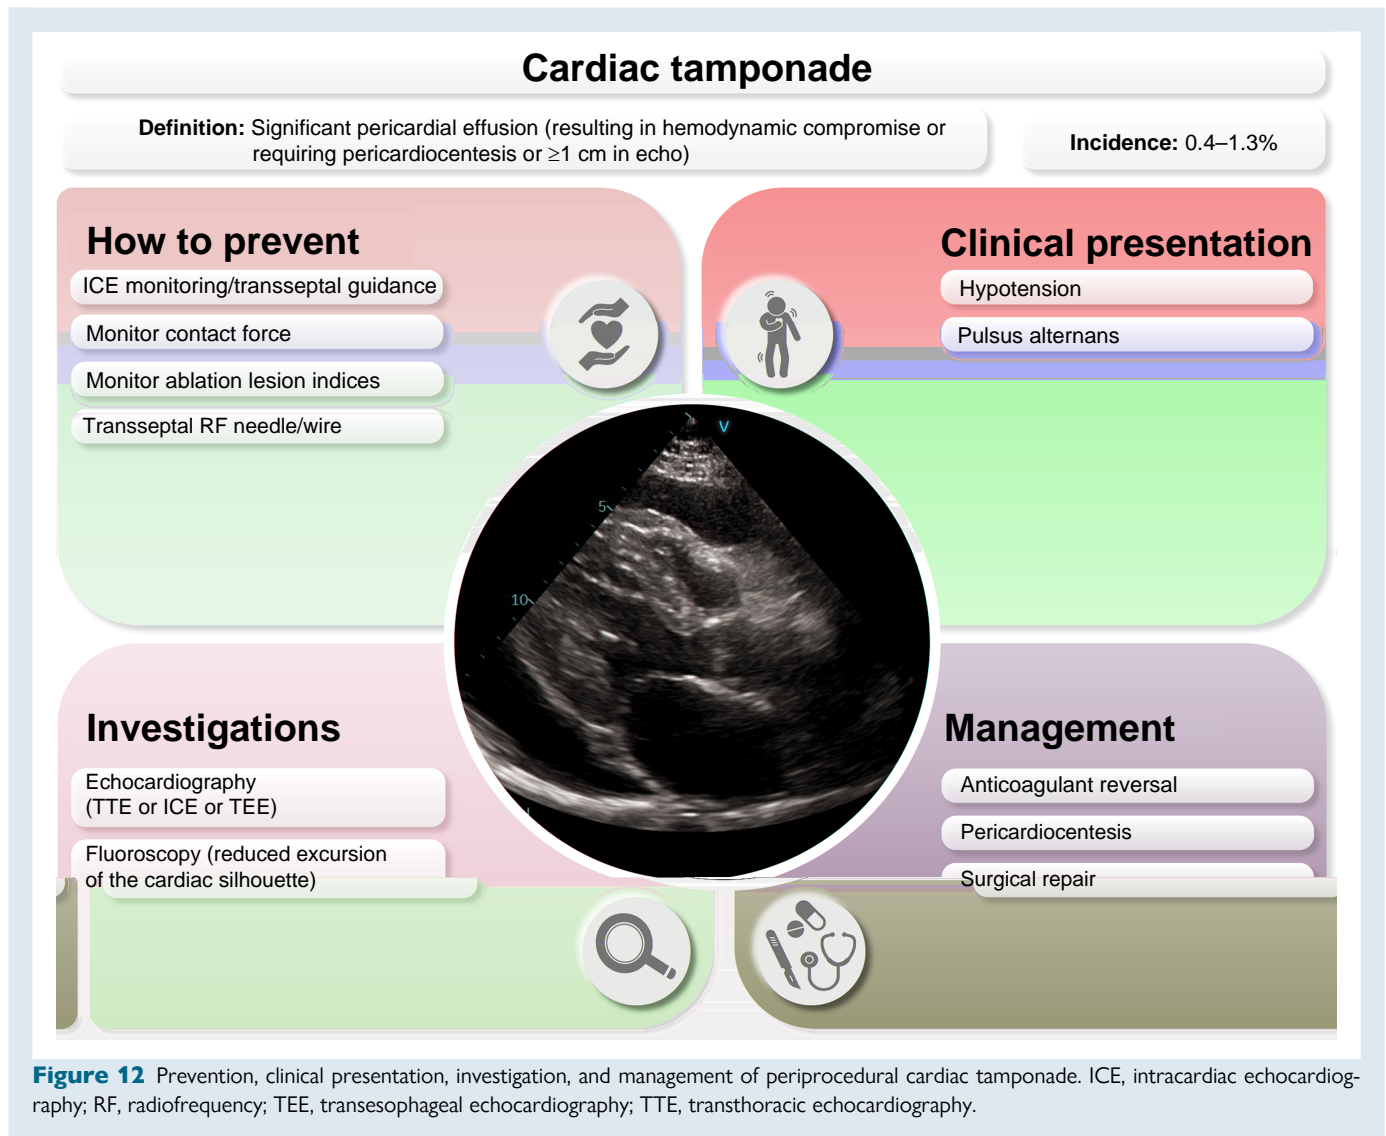 Cardiac tamponade
Definition: Significant pericardial effusion (resulting in hemodynamic compromise or
requiring pericardiocentesis or ≥1 cm in echo)
Incidence: 0.4–1.3%
How to prevent
ICE monitoring/transseptal guidance
Monitor contact force
Monitor ablation lesion indices
Transseptal RF needle/wire
Clinical presentation
Hypotension
Pulsus alternans
V
5
10
Investigations
Echocardiography
(TTE or ICE or TEE)
Fluoroscopy (reduced excursion
of the cardiac silhouette)
Management
Anticoagulant reversal
Pericardiocentesis
Surgical repair
Figure 12 Prevention, clinical presentation, investigation, and management of periprocedural cardiac tamponade. ICE, intracardiac echocardiog-
raphy; RF, radiofrequency; TEE, transesophageal echocardiography; TTE, transthoracic echocardiography.